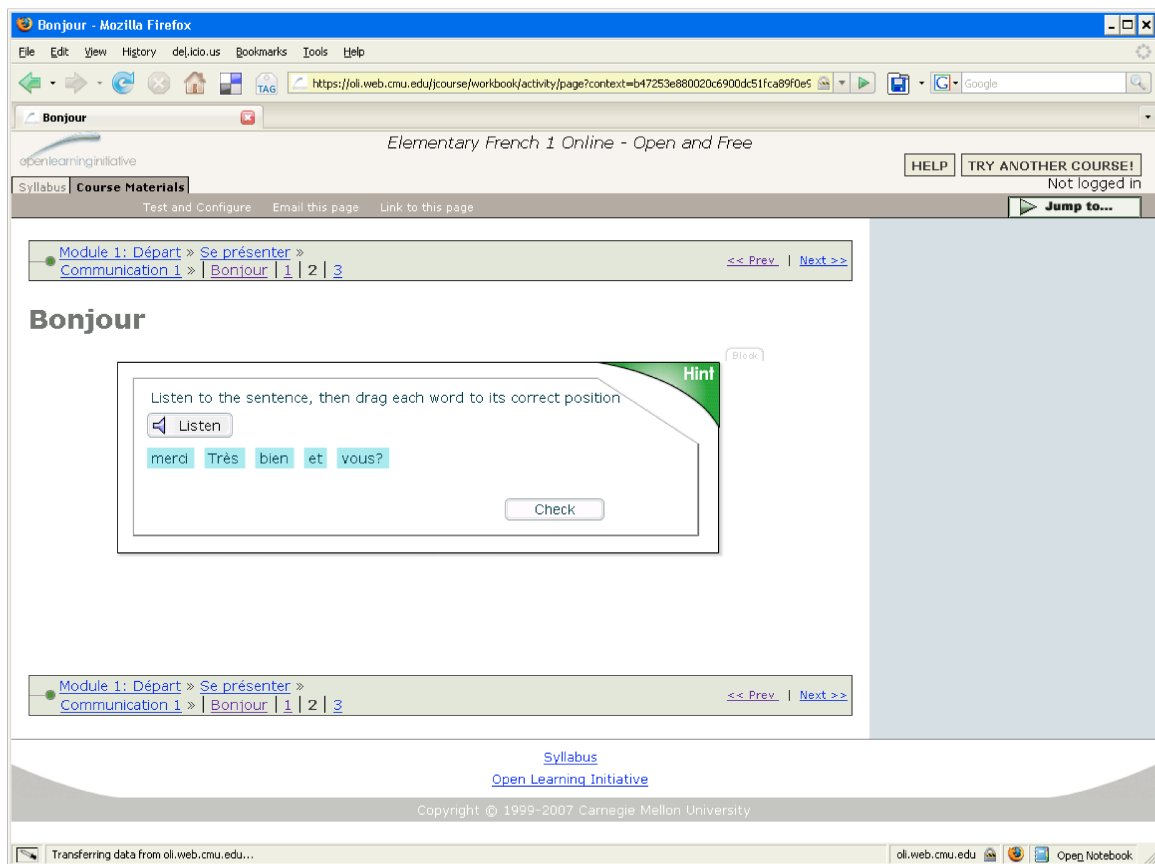 Bonjour - Mozilla Firefox
File Edit View History del.icio.us Bookmarks Tools Help
TAG https://oli.web.cmu.edu/jcourse/workbook/activity/page?context=b47253e880020c6900dc51fca89f0e9 G Google
Bonjour
Elementary French 1 Online - Open and Free
openlearninginitiative
HELP TRY ANOTHER COURSE!
Syllabus Course Materials Not logged in
Test and Configure Email this page Link to this page Jump to...
Module 1: Départ » Se présenter »
Communication 1 » | Bonjour | 1 | 2 | 3 << Prev | Next >>
Bonjour
Block
Hint
Listen to the sentence, then drag each word to its correct position
Listen
merci Très bien et vous?
Check
Module 1: Départ » Se présenter »
Communication 1 » | Bonjour | 1 | 2 | 3 << Prev | Next >>
Syllabus
Open Learning Initiative
Copyright © 1999-2007 Carnegie Mellon University
Transferring data from oli.web.cmu.edu... oli.web.cmu.edu Open Notebook